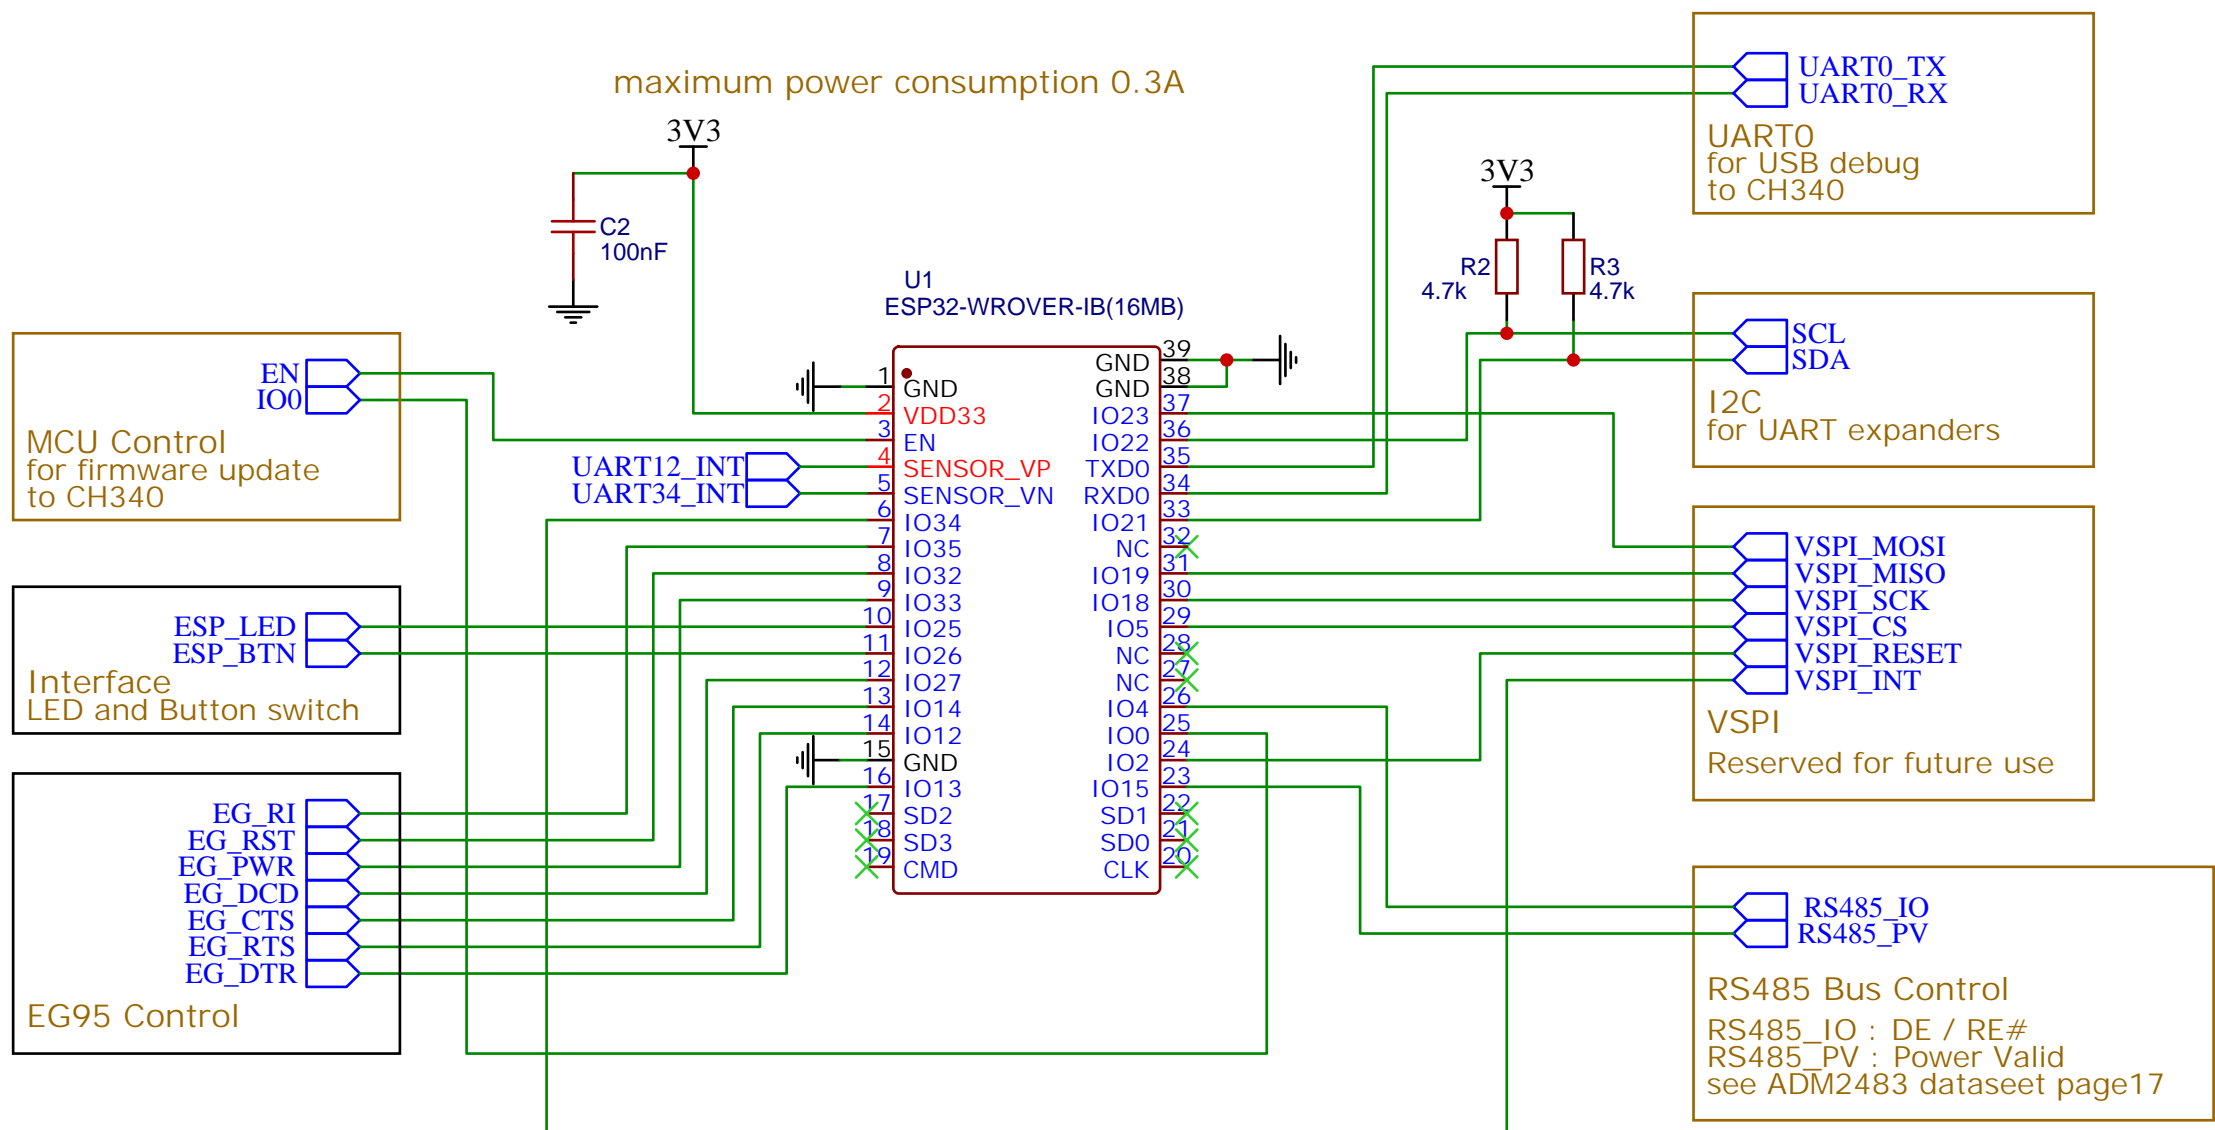 maximum power consumption 0.3A
3V3
C2
100nF
U1
ESP32-WROVER-IB(16MB)
3V3
R2
4.7k
R3
4.7k
UART0_TX
UART0_RX
UART0
for USB debug
to CH340
SCL
SDA
I2C
for UART expanders
VSPI_MOSI
VSPI_MISO
VSPI_SCK
VSPI_CS
VSPI_RESET
VSPI_INT
VSPI
Reserved for future use
RS485_IO
RS485_PV
RS485 Bus Control
RS485_IO : DE / RE#
RS485_PV : Power Valid
see ADM2483 dataseet page17
EN
IO0
MCU Control
for firmware update
to CH340
ESP_LED
ESP_BTN
Interface
LED and Button switch
EG_RI
EG_RST
EG_PWR
EG_DCD
EG_CTS
EG_RTS
EG_DTR
EG95 Control
UART12_INT
UART34_INT
1 GND
2 VDD33
3 EN
4 SENSOR_VP
5 SENSOR_VN
6 IO34
7 IO35
8 IO32
9 IO33
10 IO25
11 IO26
12 IO27
13 IO14
14 IO12
15 GND
16 IO13
17 SD2
18 SD3
19 CMD
GND 39
GND 38
IO23 37
IO22 36
TXD0 35
RXD0 34
IO21 33
NC 32
IO19 31
IO18 30
IO5 29
NC 28
NC 27
IO4 26
IO0 25
IO2 24
IO15 23
SD1 22
SD0 21
CLK 20